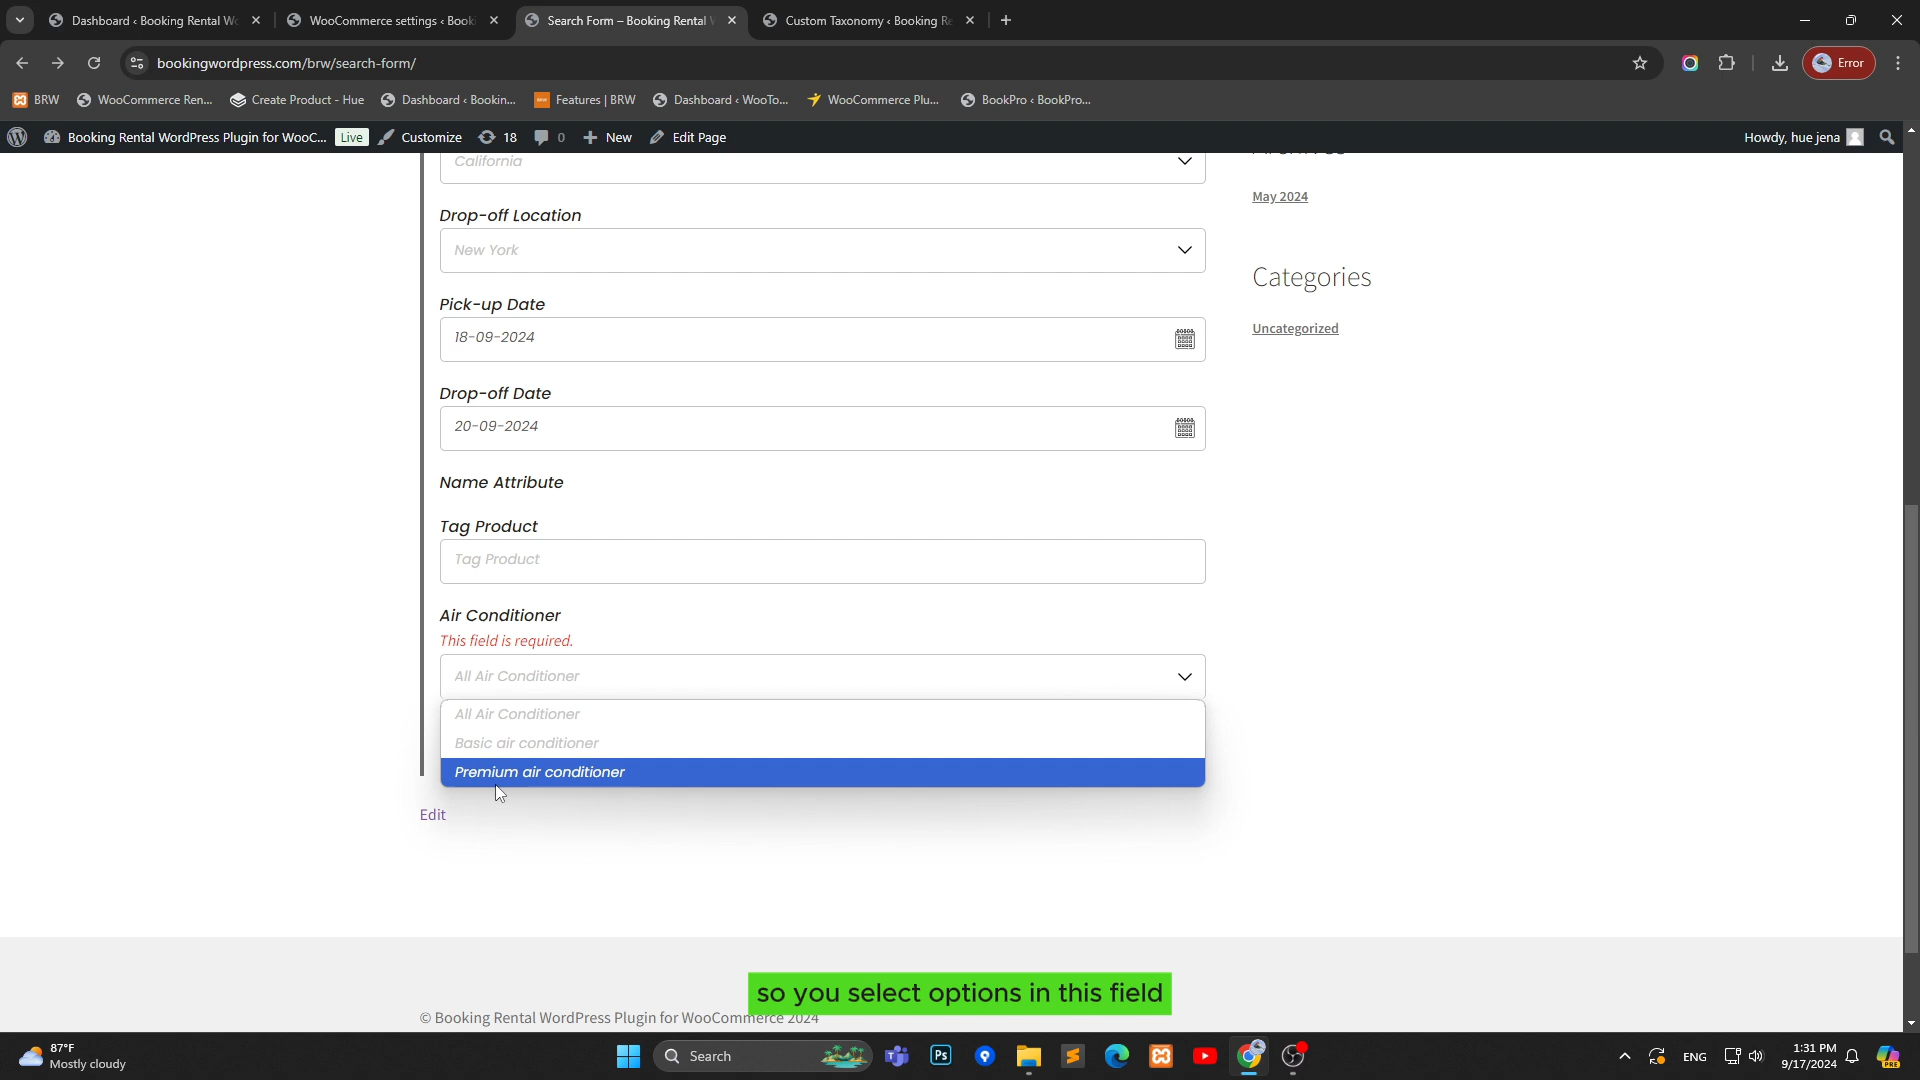 Dashboard ‹ Booking Rental Wo
WooCommerce settings ‹ Booki
Search Form – Booking Rental W
Custom Taxonomy ‹ Booking Re
bookingwordpress.com/brw/search-form/
Error
BRW
WooCommerce Ren...
Create Product - Hue
Dashboard ‹ Bookin...
Features | BRW
Dashboard ‹ WooTo...
WooCommerce Plu...
BookPro ‹ BookPro...
Booking Rental WordPress Plugin for WooC...
Live
Customize
18
0
New
Edit Page
Howdy, hue jena
California
Drop-off Location
New York
Pick-up Date
18-09-2024
Drop-off Date
20-09-2024
Name Attribute
Tag Product
Tag Product
Air Conditioner
This field is required.
All Air Conditioner
All Air Conditioner
Basic air conditioner
Premium air conditioner
Edit
Archives
May 2024
Categories
Uncategorized
so you select options in this field
© Booking Rental WordPress Plugin for WooCommerce 2024
87°F
Mostly cloudy
Search
Ps
ENG
1:31 PM
9/17/2024
PRE